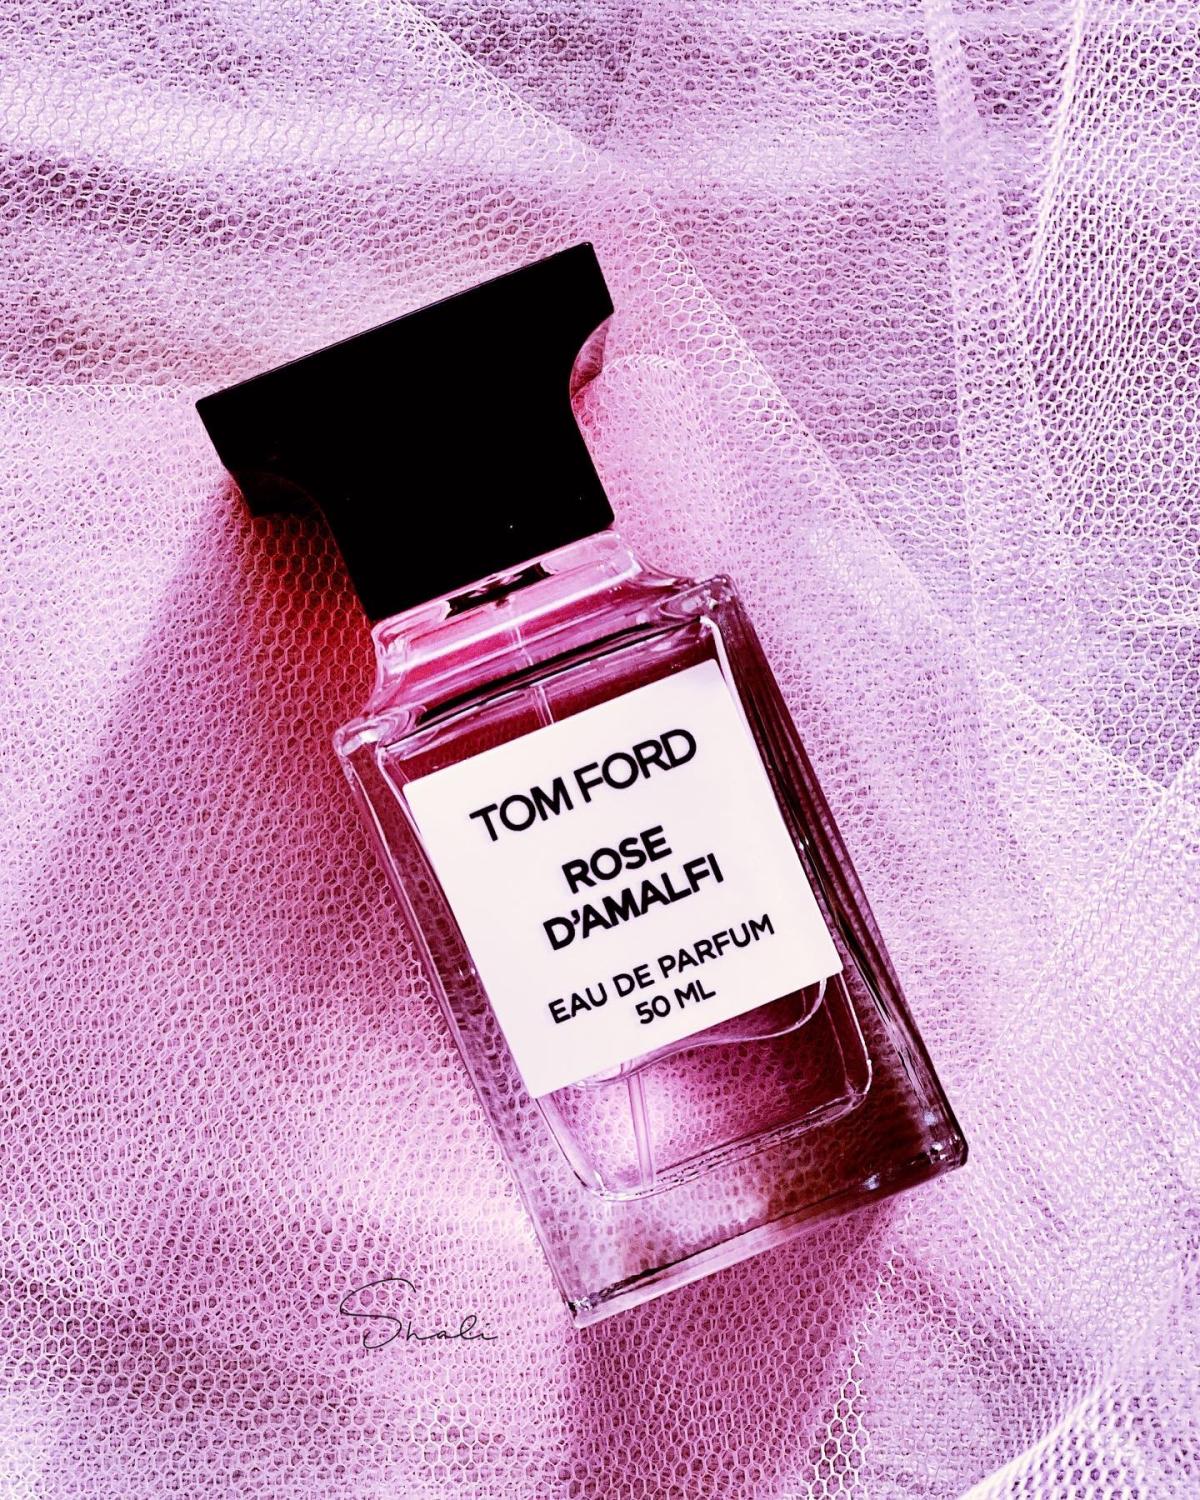 TOM FORD
ROSE
D'AMALFI
EAU DE PARFUM
50 ML
Shali